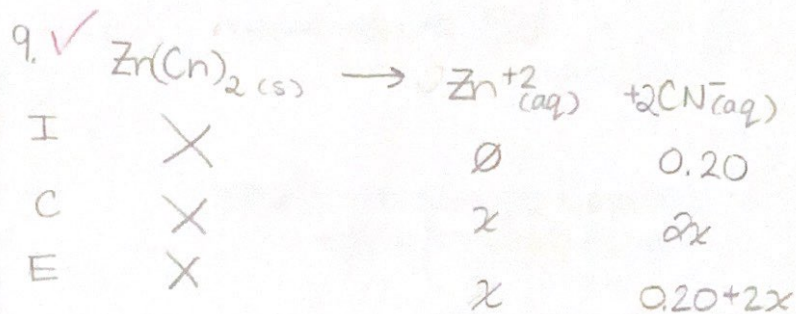 9. ✓ Zn(Cn)₂ (s) → Zn⁺²(aq) +2CN⁻(aq)
I X Ø 0.20
C X x 2x
E X x 0.20+2x